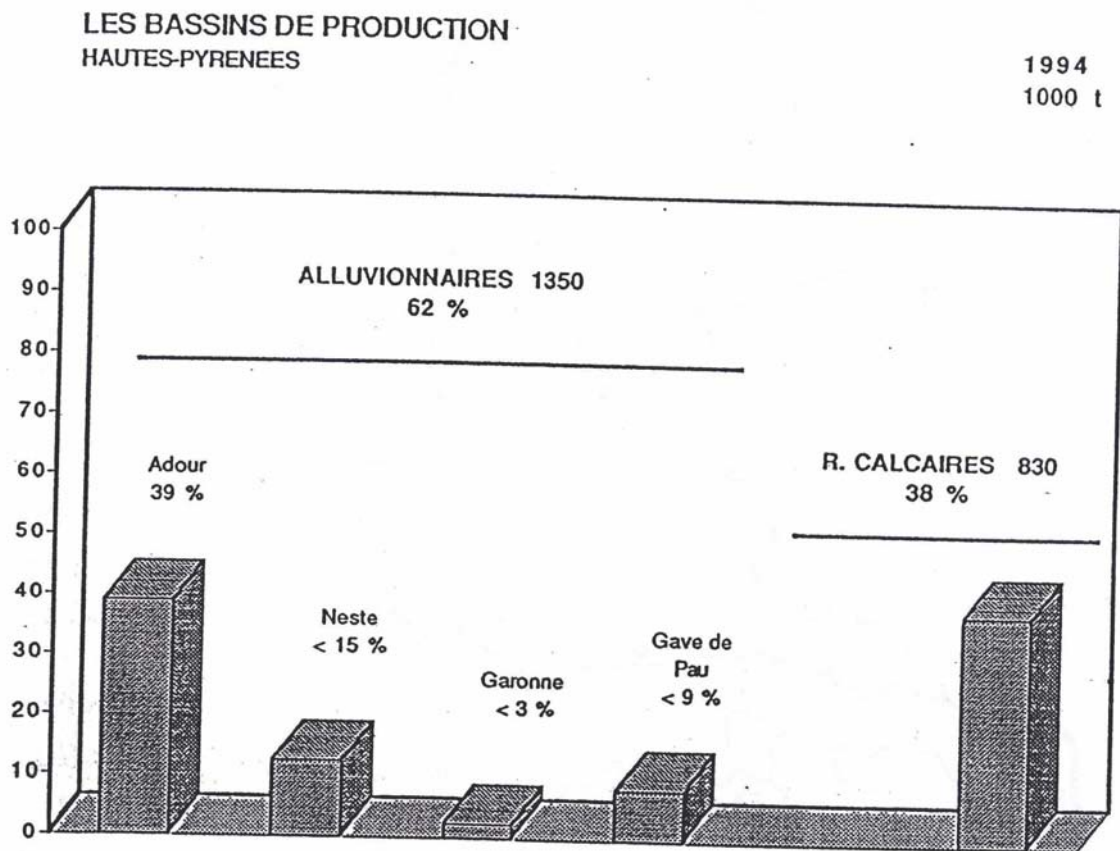 LES BASSINS DE PRODUCTION
HAUTES-PYRENEES
1994
1000 t
100
90
80
70
60
50
40
30
20
10
0
ALLUVIONNAIRES 1350
62 %
Adour
39 %
Neste
< 15 %
Garonne
< 3 %
Gave de
Pau
< 9 %
R. CALCAIRES 830
38 %